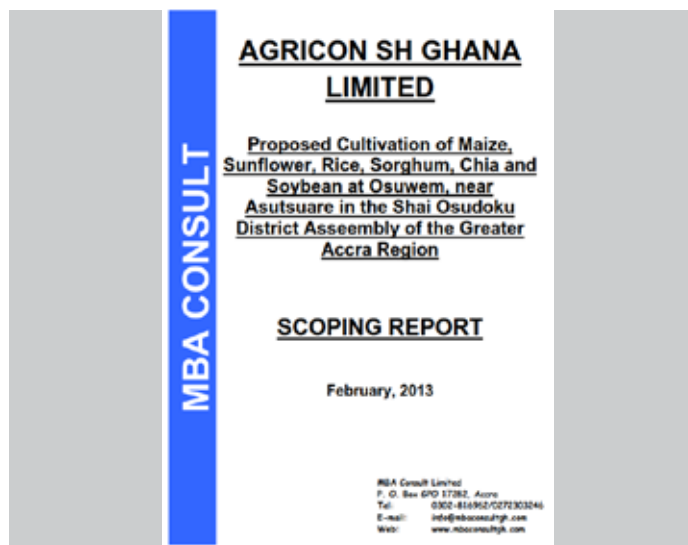 MBA CONSULT
AGRICON SH GHANA
LIMITED
Proposed Cultivation of Maize,
Sunflower, Rice, Sorghum, Chia and
Soybean at Osuwem, near
Asutsuare in the Shai Osudoku
District Asseembly of the Greater
Accra Region
SCOPING REPORT
February, 2013
MBA Consult Limited
P. O. Box GPO 17282, Accra
Tel: 0302-816962/0272303246
E-mail: info@mbaconsultgh.com
Web: www.mbaconsultgh.com